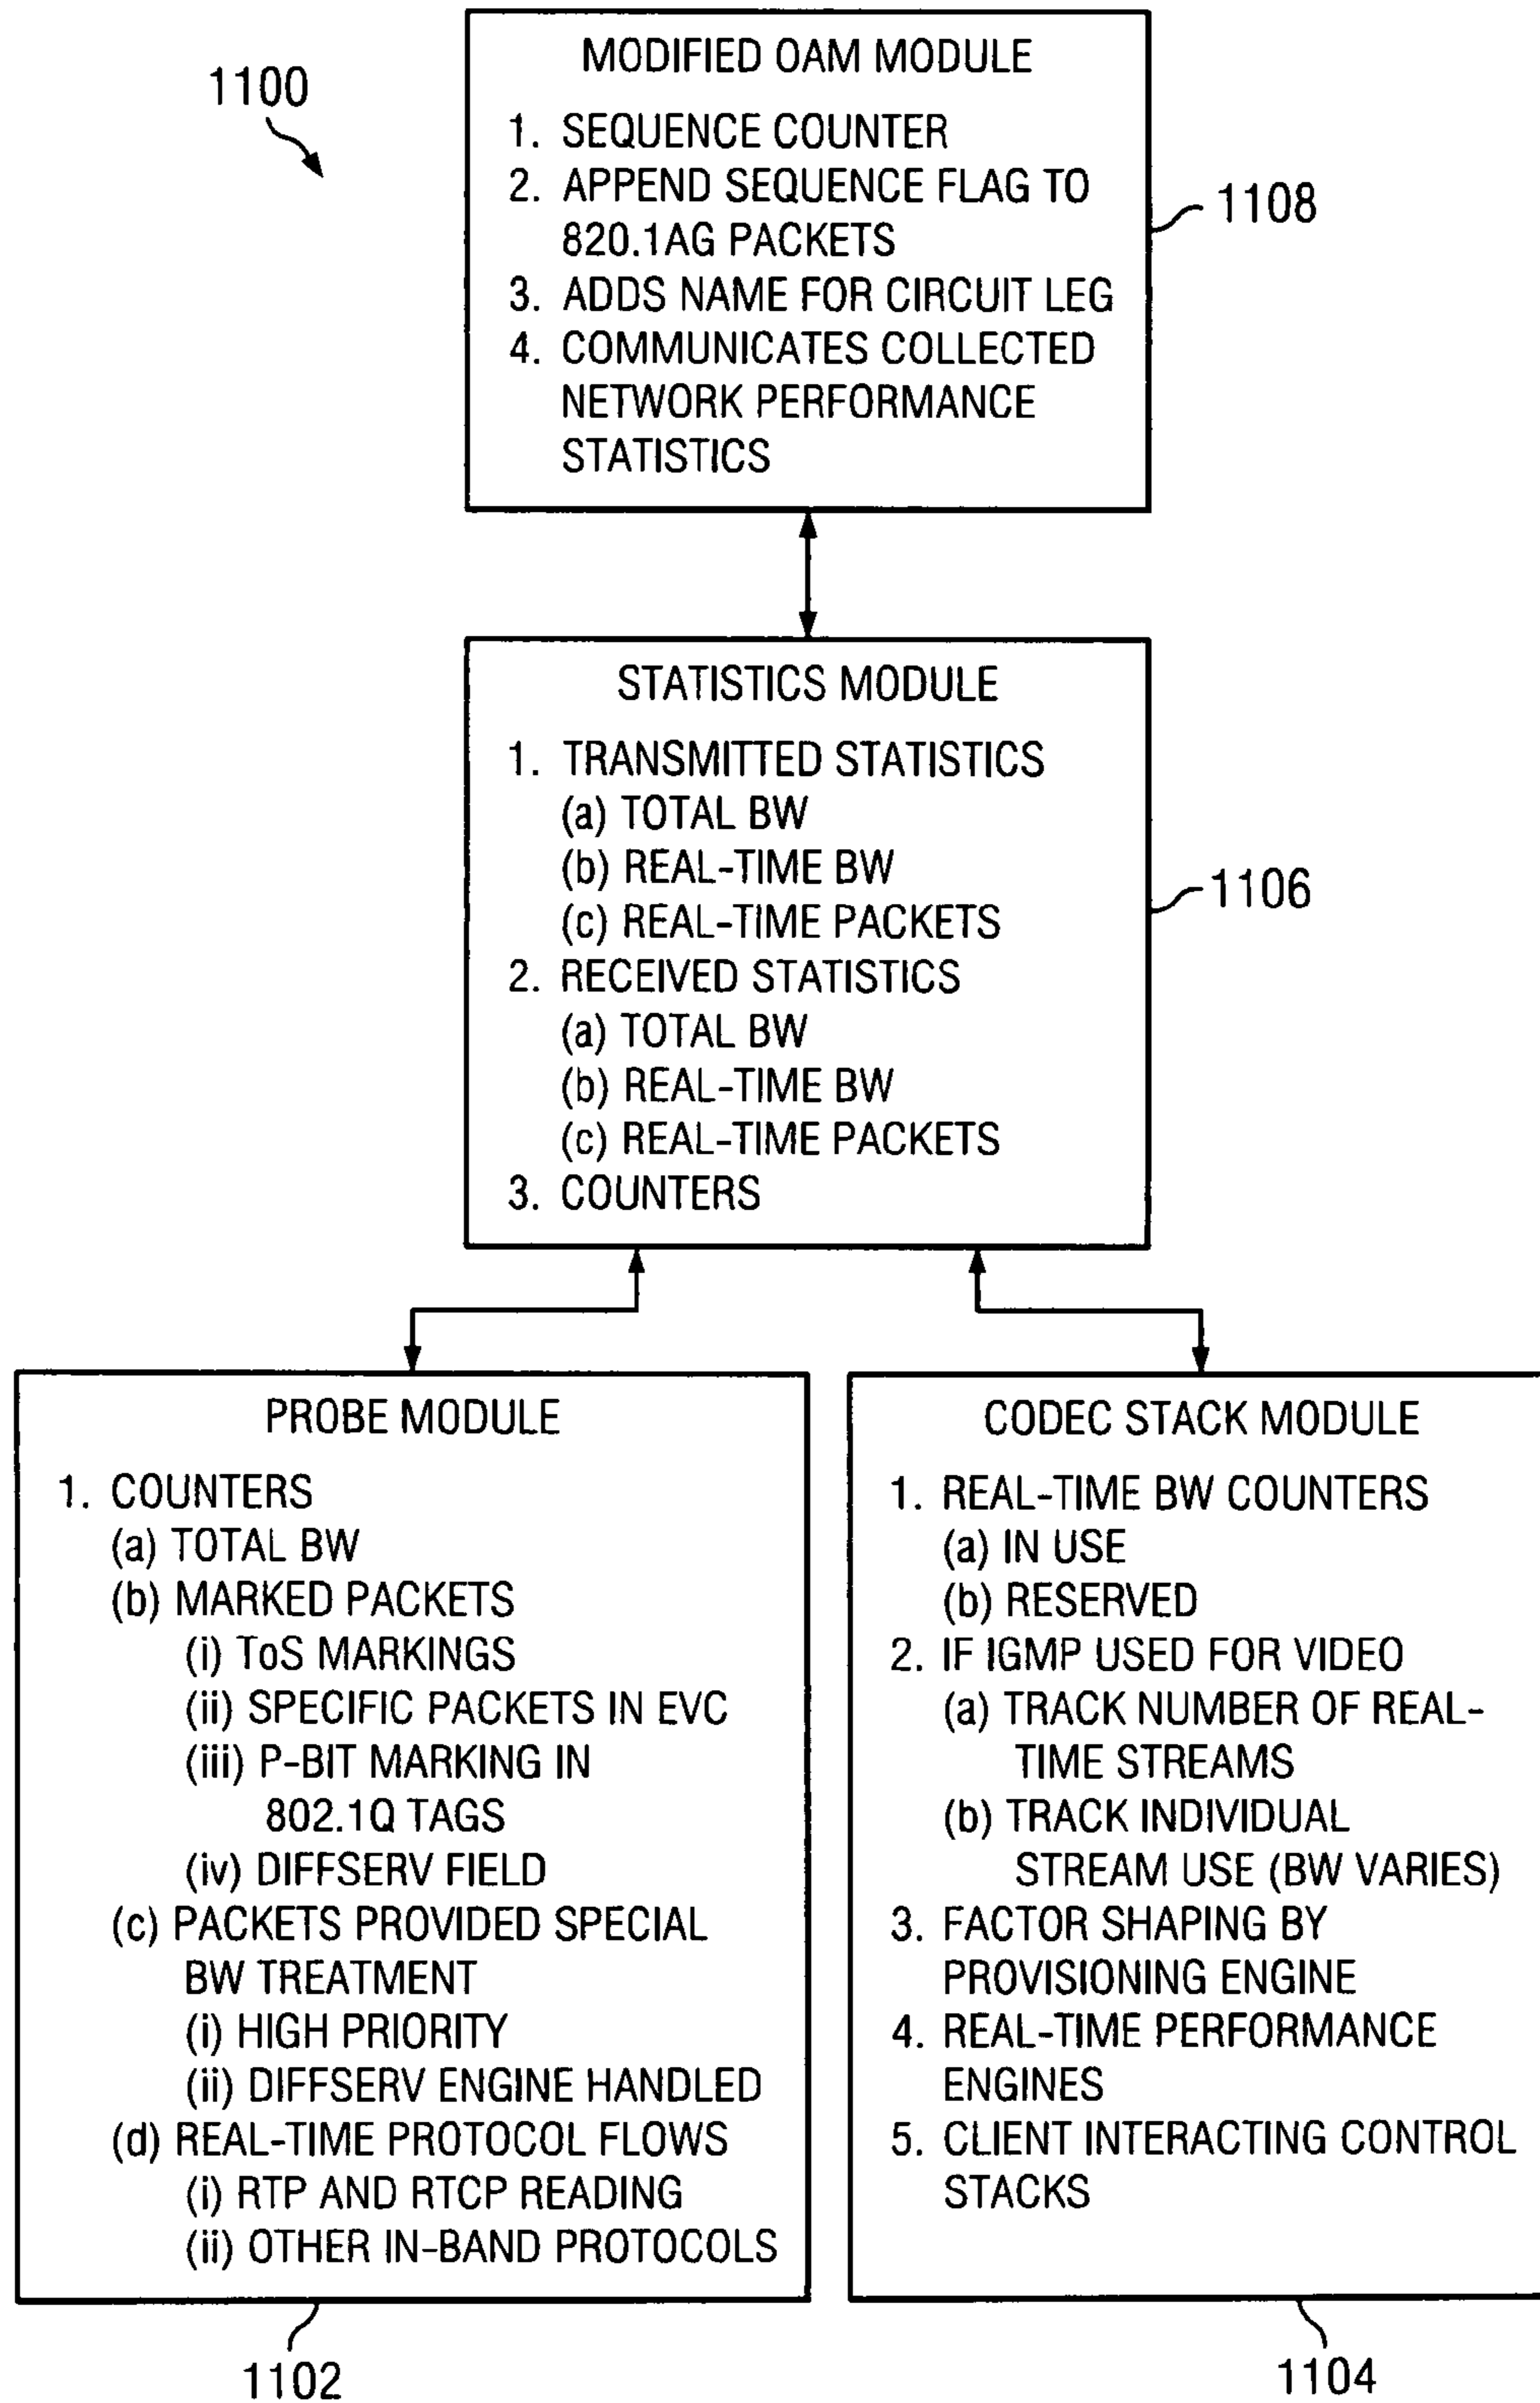 1100
MODIFIED OAM MODULE
1. SEQUENCE COUNTER
2. APPEND SEQUENCE FLAG TO
820.1AG PACKETS
3. ADDS NAME FOR CIRCUIT LEG
4. COMMUNICATES COLLECTED
NETWORK PERFORMANCE
STATISTICS
1108
STATISTICS MODULE
1. TRANSMITTED STATISTICS
(a) TOTAL BW
(b) REAL-TIME BW
(c) REAL-TIME PACKETS
2. RECEIVED STATISTICS
(a) TOTAL BW
(b) REAL-TIME BW
(c) REAL-TIME PACKETS
3. COUNTERS
1106
PROBE MODULE
1. COUNTERS
(a) TOTAL BW
(b) MARKED PACKETS
(i) ToS MARKINGS
(ii) SPECIFIC PACKETS IN EVC
(iii) P-BIT MARKING IN
802.1Q TAGS
(iv) DIFFSERV FIELD
(c) PACKETS PROVIDED SPECIAL
BW TREATMENT
(i) HIGH PRIORITY
(ii) DIFFSERV ENGINE HANDLED
(d) REAL-TIME PROTOCOL FLOWS
(i) RTP AND RTCP READING
(ii) OTHER IN-BAND PROTOCOLS
1102
CODEC STACK MODULE
1. REAL-TIME BW COUNTERS
(a) IN USE
(b) RESERVED
2. IF IGMP USED FOR VIDEO
(a) TRACK NUMBER OF REAL-
TIME STREAMS
(b) TRACK INDIVIDUAL
STREAM USE (BW VARIES)
3. FACTOR SHAPING BY
PROVISIONING ENGINE
4. REAL-TIME PERFORMANCE
ENGINES
5. CLIENT INTERACTING CONTROL
STACKS
1104